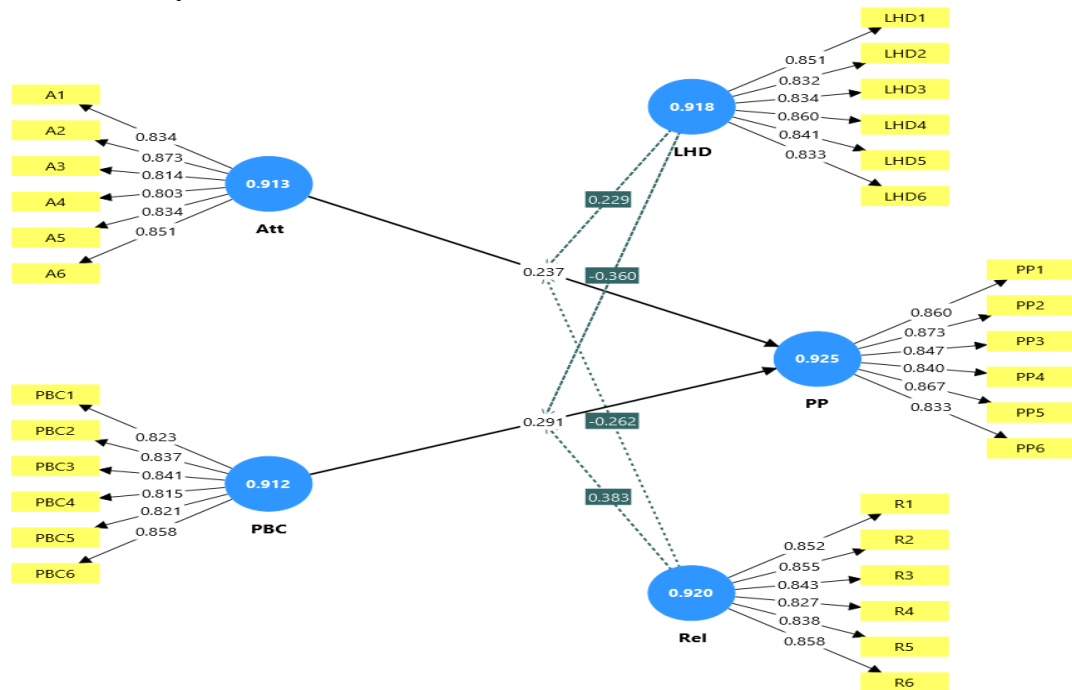 LHD1
LHD2
LHD3
LHD4
LHD5
LHD6
0.851
0.832
0.834
0.860
0.841
0.833
0.918
LHD
A1
A2
A3
A4
A5
A6
0.834
0.873
0.814
0.803
0.834
0.851
0.913
Att
0.229
0.237
-0.360
PP1
PP2
PP3
PP4
PP5
PP6
0.860
0.873
0.847
0.840
0.867
0.833
0.925
PP
PBC1
PBC2
PBC3
PBC4
PBC5
PBC6
0.823
0.837
0.841
0.815
0.821
0.858
0.912
PBC
0.291
-0.262
0.383
R1
R2
R3
R4
R5
R6
0.852
0.855
0.843
0.827
0.838
0.858
0.920
Rel